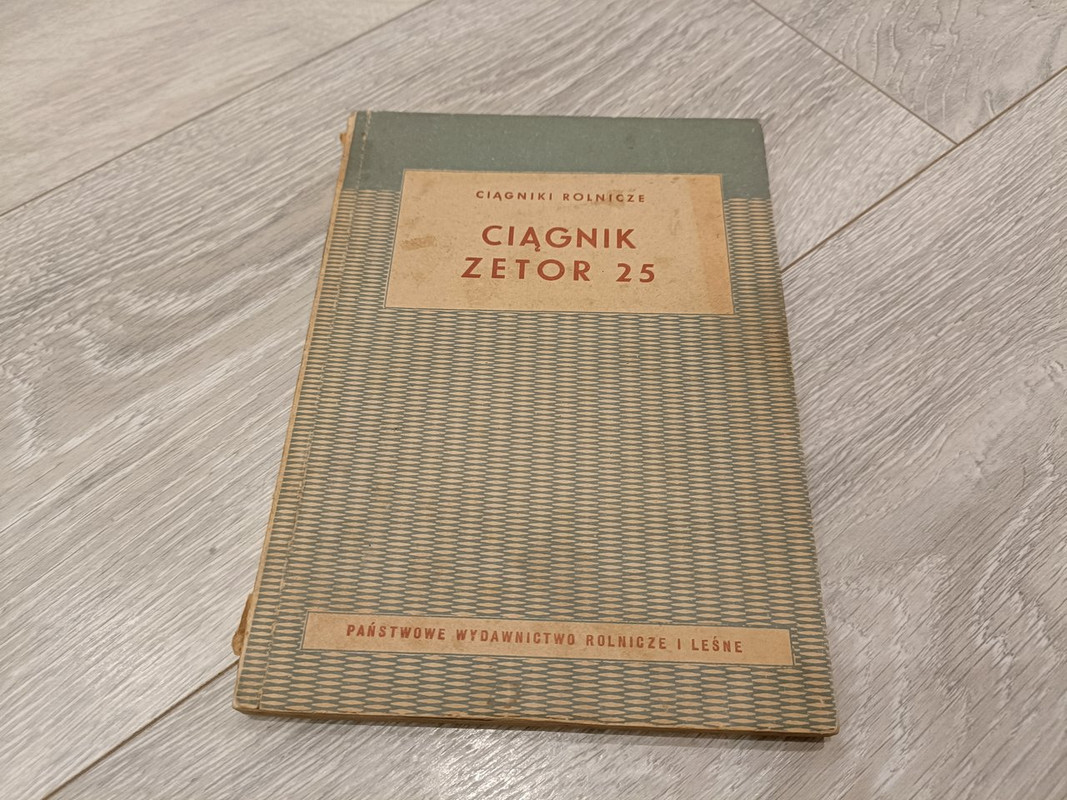 CIĄGNIKI ROLNICZE
CIĄGNIK
ZETOR 25
PAŃSTWOWE WYDAWNICTWO ROLNICZE I LEŚNE